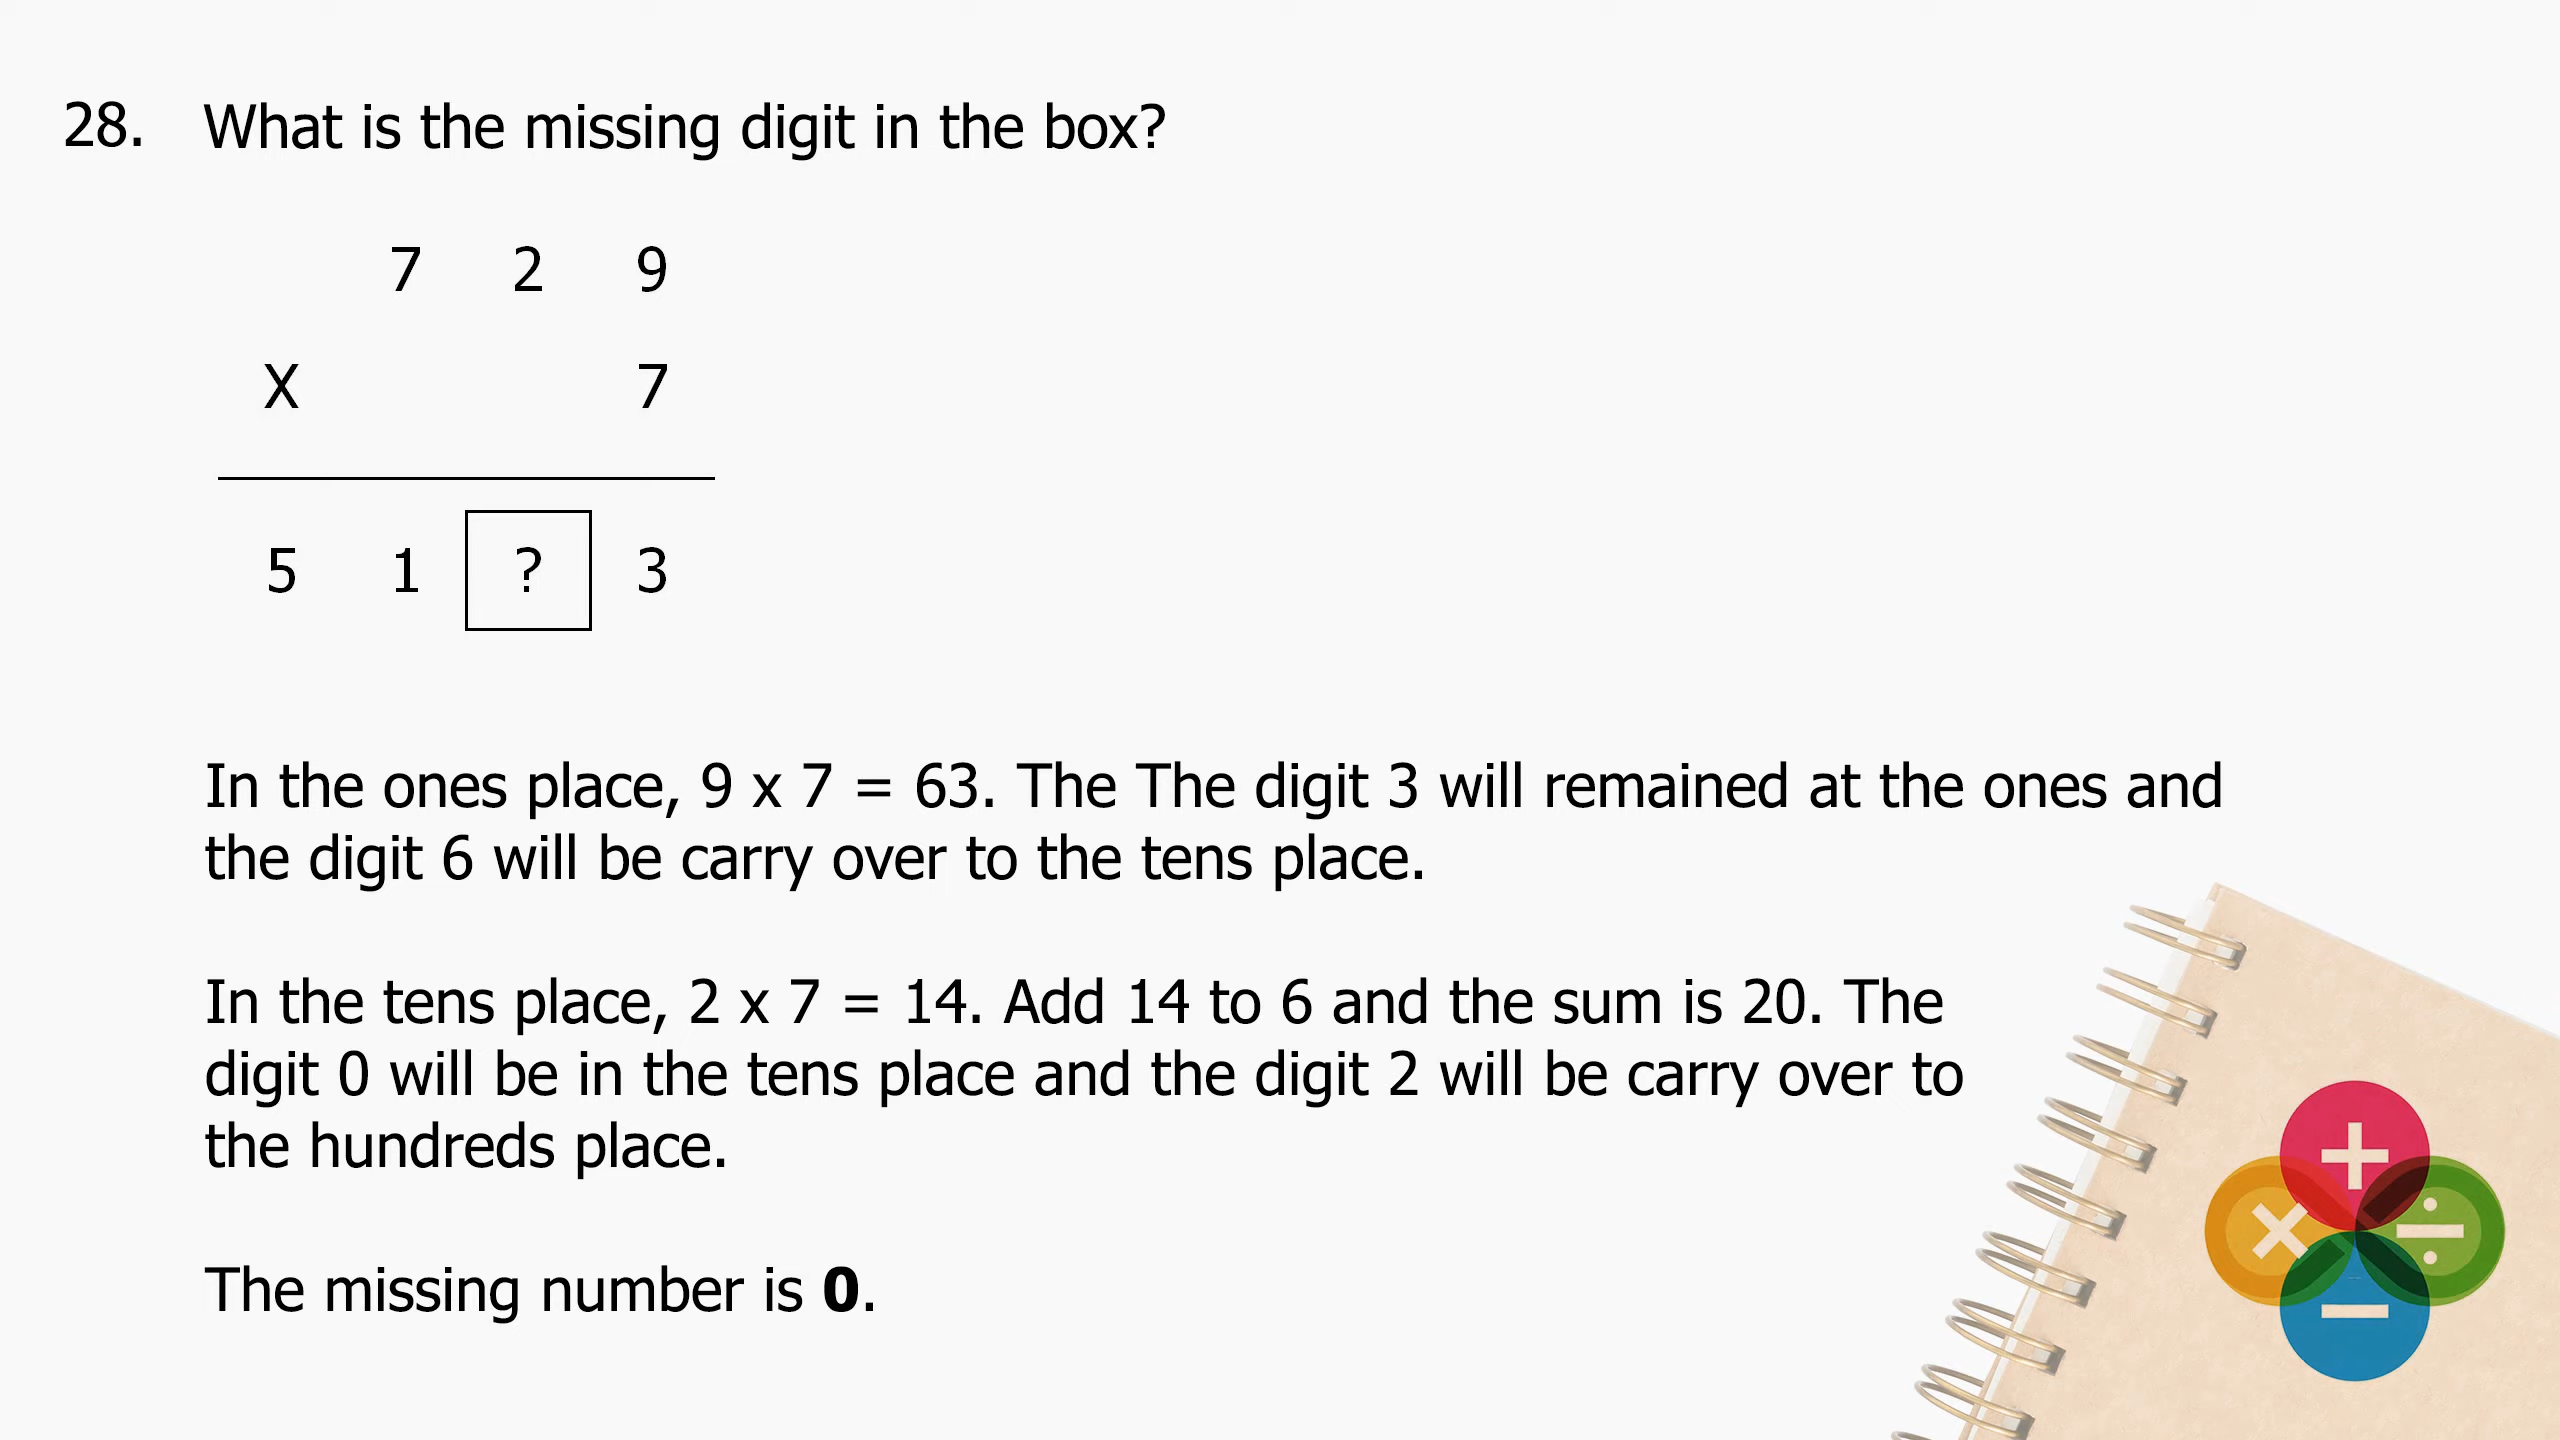 28. What is the missing digit in the box?
7 2 9
X 7
5 1 ? 3
In the ones place, 9 x 7 = 63. The The digit 3 will remained at the ones and
the digit 6 will be carry over to the tens place.
In the tens place, 2 x 7 = 14. Add 14 to 6 and the sum is 20. The
digit 0 will be in the tens place and the digit 2 will be carry over to
the hundreds place.
The missing number is 0.
+
× ÷
−